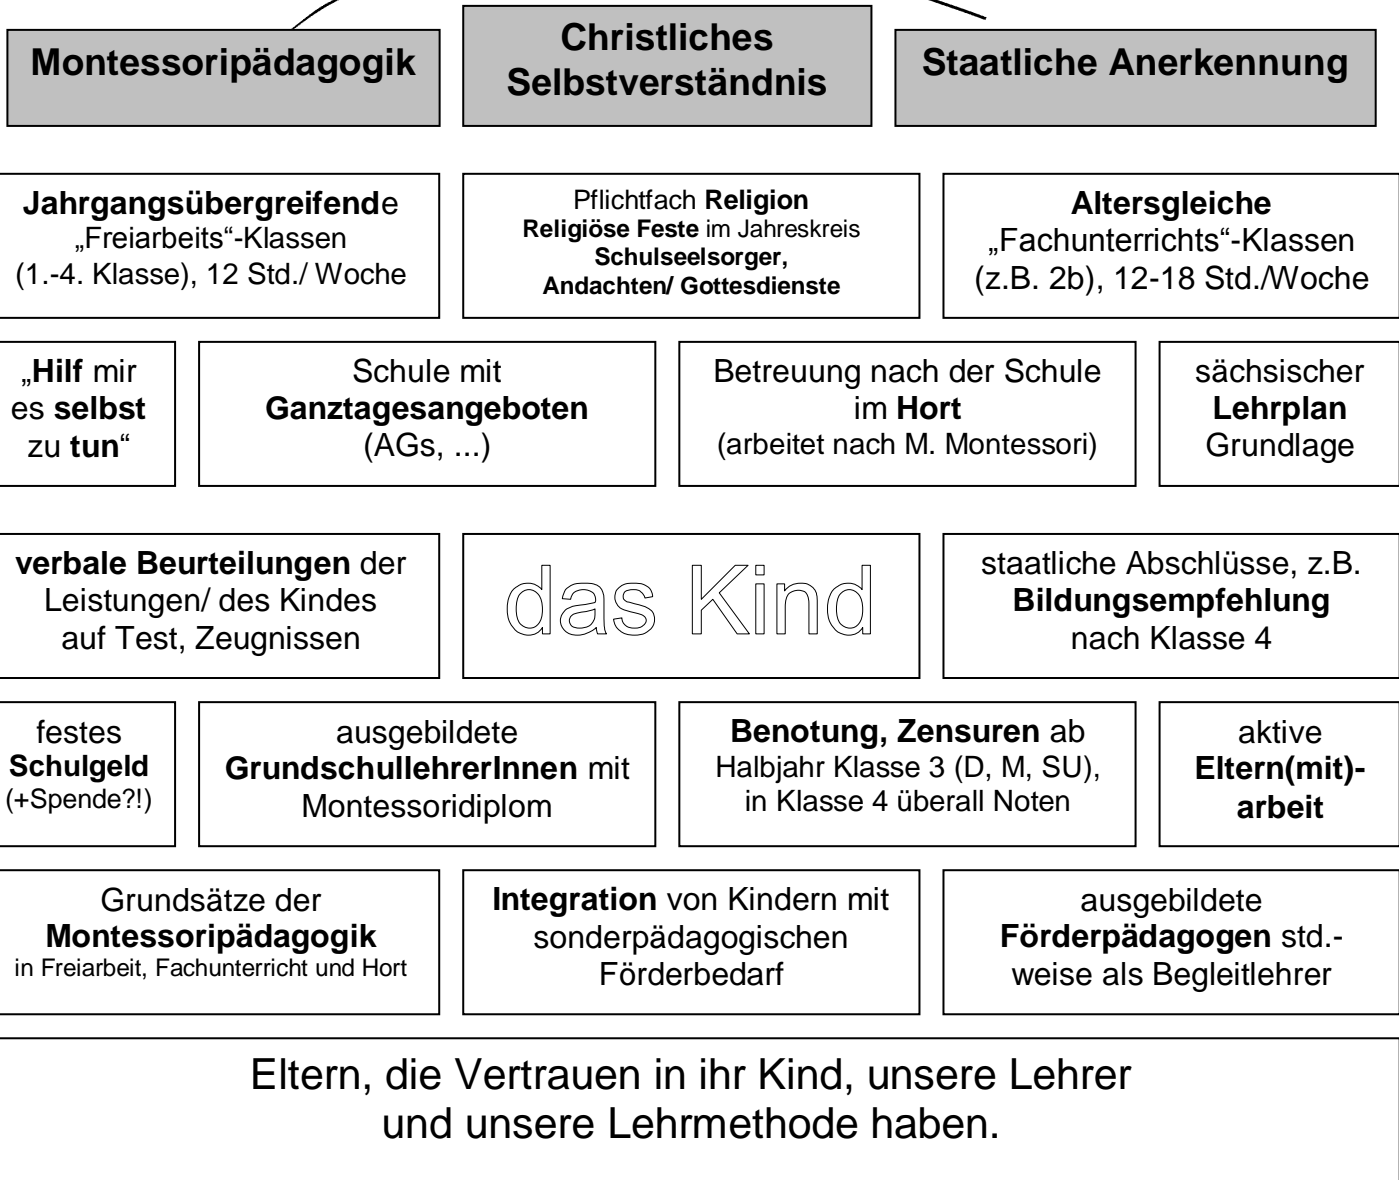 Montessoripädagogik
Christliches
Selbstverständnis
Staatliche Anerkennung
Jahrgangsübergreifende
„Freiarbeits“-Klassen
(1.-4. Klasse), 12 Std./ Woche
Pflichtfach Religion
Religiöse Feste im Jahreskreis
Schulseelsorger,
Andachten/ Gottesdienste
Altersgleiche
„Fachunterrichts“-Klassen
(z.B. 2b), 12-18 Std./Woche
„Hilf mir
es selbst
zu tun“
Schule mit
Ganztagesangeboten
(AGs, ...)
Betreuung nach der Schule
im Hort
(arbeitet nach M. Montessori)
sächsischer
Lehrplan
Grundlage
verbale Beurteilungen der
Leistungen/ des Kindes
auf Test, Zeugnissen
das Kind
staatliche Abschlüsse, z.B.
Bildungsempfehlung
nach Klasse 4
festes
Schulgeld
(+Spende?!)
ausgebildete
GrundschullehrerInnen mit
Montessoridiplom
Benotung, Zensuren ab
Halbjahr Klasse 3 (D, M, SU),
in Klasse 4 überall Noten
aktive
Eltern(mit)-
arbeit
Grundsätze der
Montessoripädagogik
in Freiarbeit, Fachunterricht und Hort
Integration von Kindern mit
sonderpädagogischen
Förderbedarf
ausgebildete
Förderpädagogen std.-
weise als Begleitlehrer
Eltern, die Vertrauen in ihr Kind, unsere Lehrer
und unsere Lehrmethode haben.